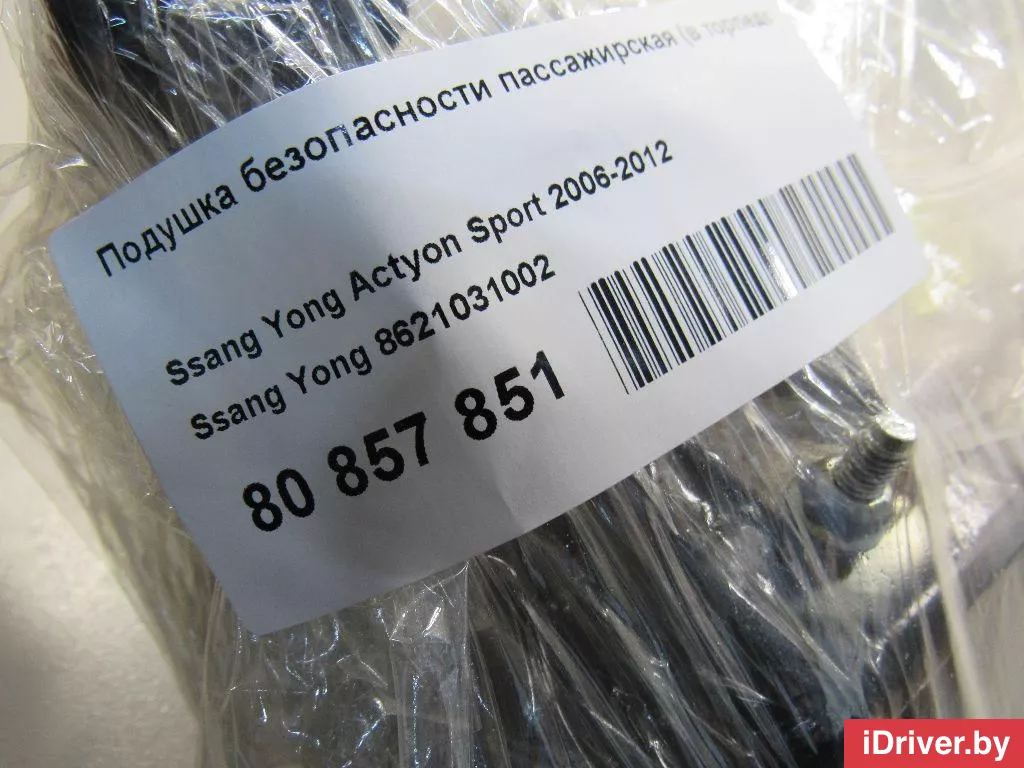 Подушка безопасности пассажирская (в торпедо
Ssang Yong Actyon Sport 2006-2012
Ssang Yong 8621031002
80 857 851
iDriver.by